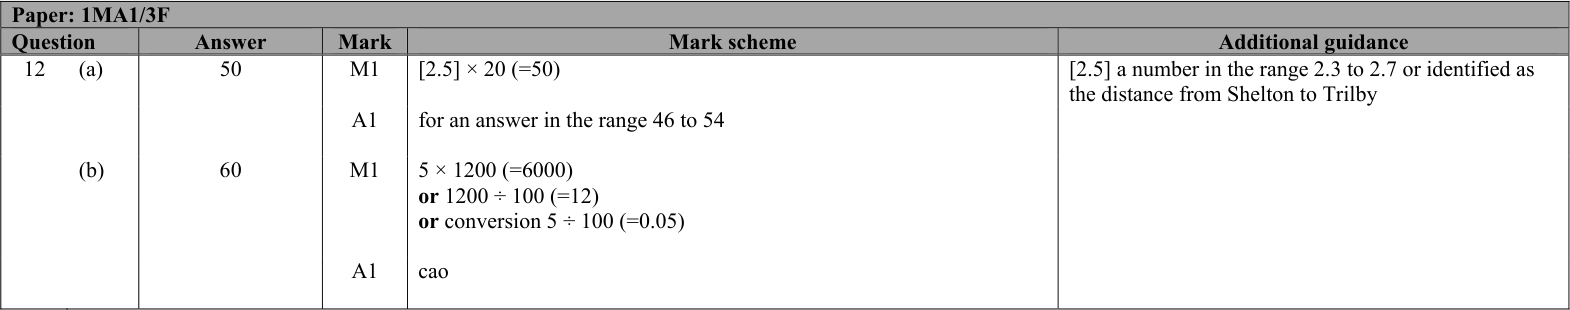 Paper: 1MA1/3F
Question Answer Mark Mark scheme Additional guidance
12 (a) 50 M1 [2.5] × 20 (=50) [2.5] a number in the range 2.3 to 2.7 or identified as
the distance from Shelton to Trilby
A1 for an answer in the range 46 to 54
(b) 60 M1 5 × 1200 (=6000)
or 1200 ÷ 100 (=12)
or conversion 5 ÷ 100 (=0.05)
A1 cao